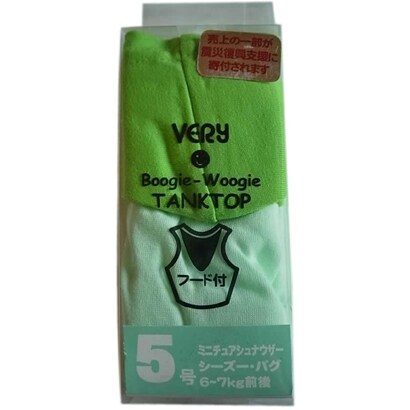 売上の一部が
震災復興支援に
寄付されます
VERY
Boogie-Woogie
TANKTOP
フード付
5号
ミニチュアシュナウザー
シーズー・パグ
6~7kg前後